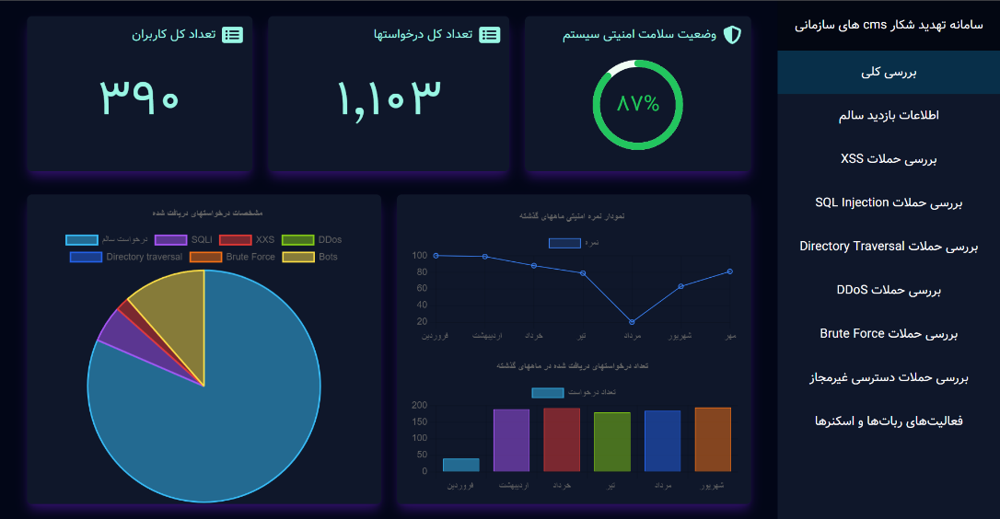 سامانه تهدید شکار cms های سازمانی
بررسی کلی
اطلاعات بازدید سالم
بررسی حملات XSS
بررسی حملات SQL Injection
بررسی حملات Directory Traversal
بررسی حملات DDoS
بررسی حملات Brute Force
بررسی حملات دسترسی غیرمجاز
فعالیت‌های ربات‌ها و اسکنرها
وضعیت سلامت امنیتی سیستم
۸۷%
تعداد کل درخواستها
۱,۱۰۳
تعداد کل کاربران
۳۹۰
نمودار نمره امنیتی ماههای گذشته
نمره
100
80
60
40
20
فروردین اردیبهشت خرداد تیر مرداد شهریور مهر
تعداد درخواستهای دریافت شده در ماههای گذشته
تعداد درخواست
200
150
100
50
0
فروردین اردیبهشت خرداد تیر مرداد شهریور
مشخصات درخواستهای دریافت شده
درخواست سالم SQLI XXS DDos
Directory traversal Brute Force Bots